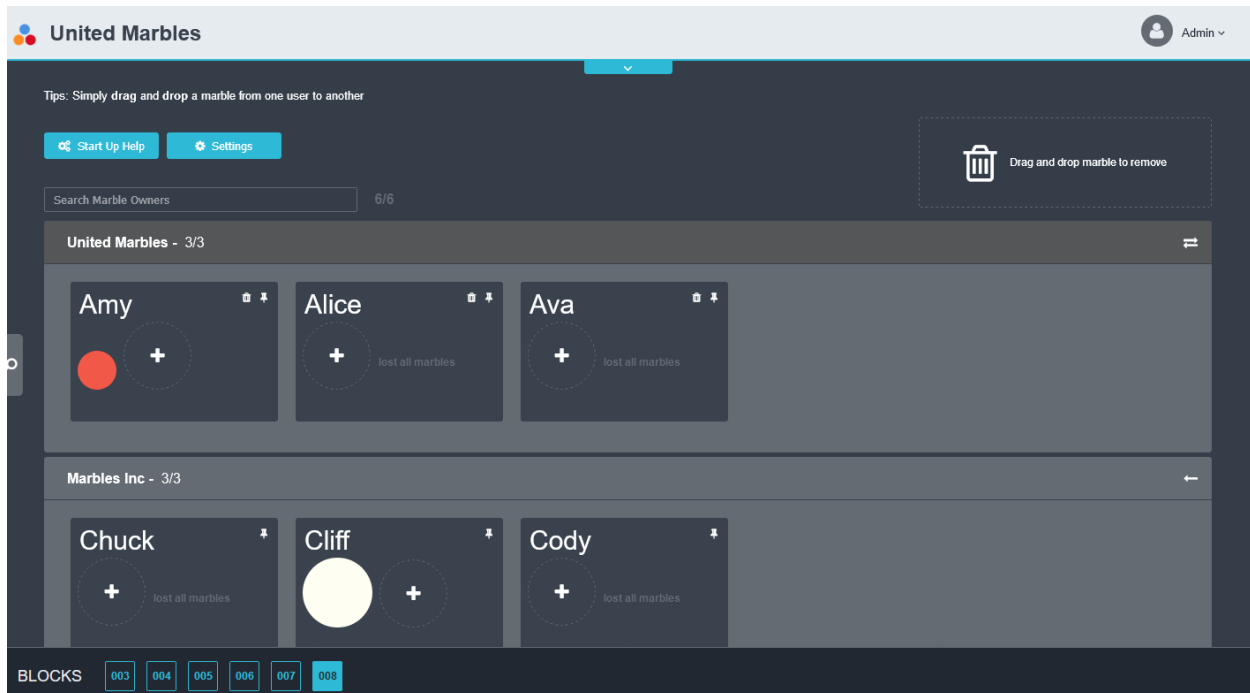 United Marbles
Admin
Tips: Simply drag and drop a marble from one user to another
Start Up Help
Settings
Drag and drop marble to remove
Search Marble Owners
6/6
United Marbles - 3/3
Amy
Alice
lost all marbles
Ava
lost all marbles
Marbles Inc - 3/3
Chuck
lost all marbles
Cliff
Cody
lost all marbles
BLOCKS 003 004 005 006 007 008